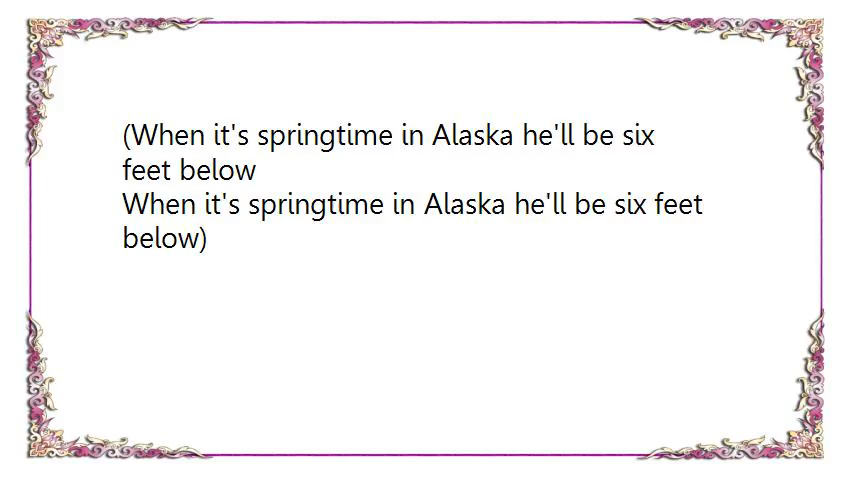 (When it's springtime in Alaska he'll be six
feet below
When it's springtime in Alaska he'll be six feet
below)